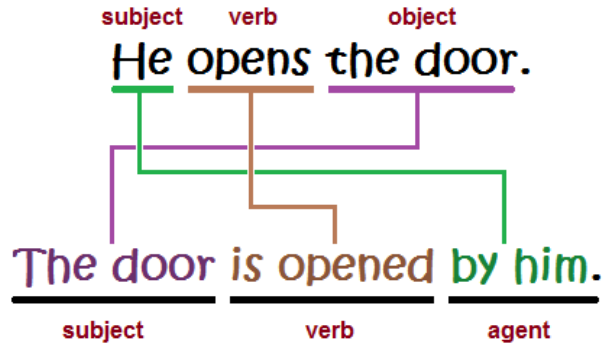 subject verb object
He opens the door.
The door is opened by him.
subject verb agent